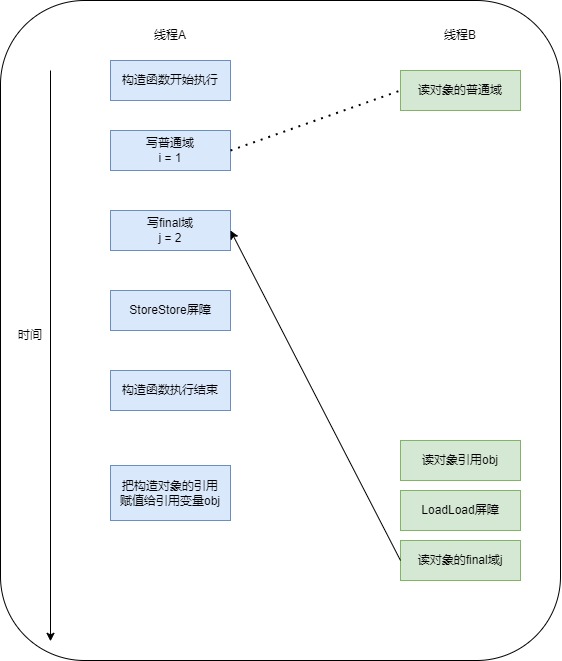 线程A
线程B
构造函数开始执行
读对象的普通域
写普通域
i = 1
写final域
j = 2
StoreStore屏障
时间
构造函数执行结束
读对象引用obj
把构造对象的引用
赋值给引用变量obj
LoadLoad屏障
读对象的final域j